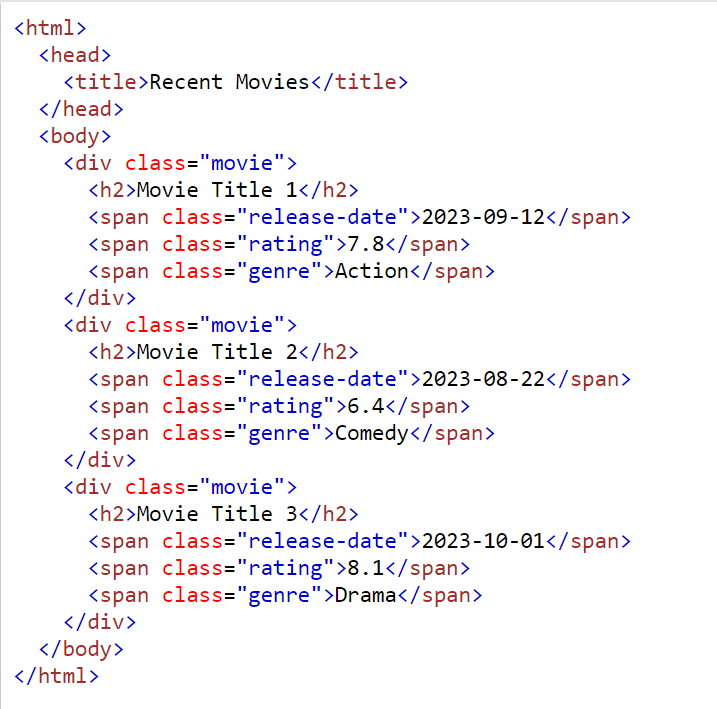 <html>
<head>
<title>Recent Movies</title>
</head>
<body>
<div class="movie">
<h2>Movie Title 1</h2>
<span class="release-date">2023-09-12</span>
<span class="rating">7.8</span>
<span class="genre">Action</span>
</div>
<div class="movie">
<h2>Movie Title 2</h2>
<span class="release-date">2023-08-22</span>
<span class="rating">6.4</span>
<span class="genre">Comedy</span>
</div>
<div class="movie">
<h2>Movie Title 3</h2>
<span class="release-date">2023-10-01</span>
<span class="rating">8.1</span>
<span class="genre">Drama</span>
</div>
</body>
</html>